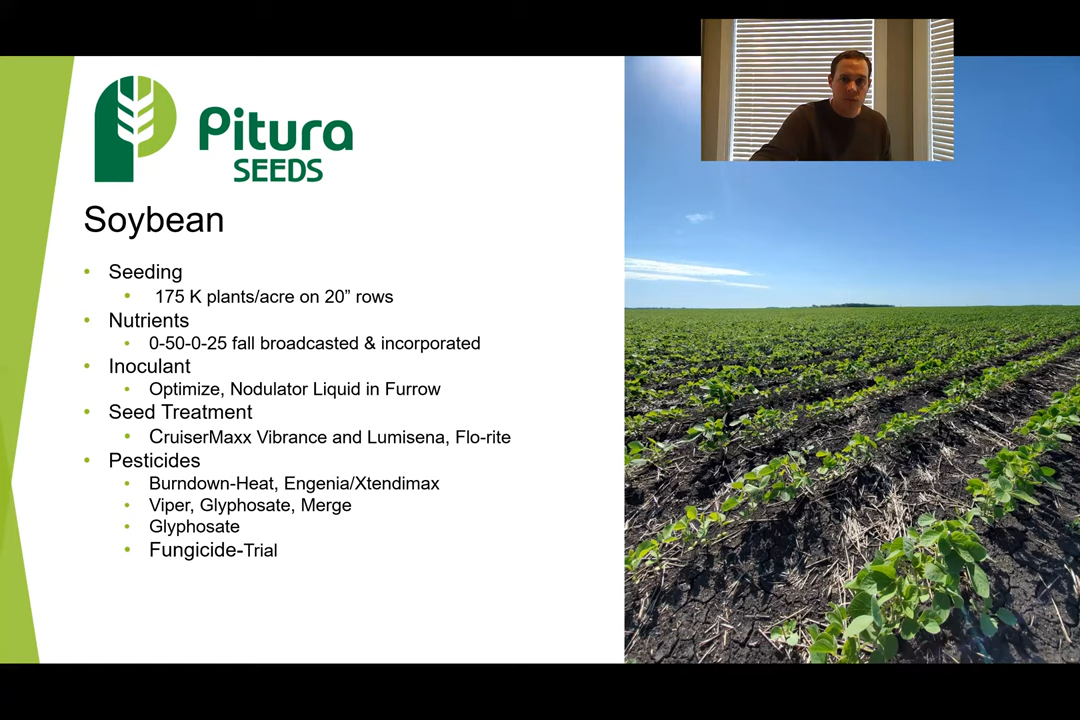 Pitura
SEEDS
Soybean
• Seeding
• 175 K plants/acre on 20” rows
• Nutrients
• 0-50-0-25 fall broadcasted & incorporated
• Inoculant
• Optimize, Nodulator Liquid in Furrow
• Seed Treatment
• CruiserMaxx Vibrance and Lumisena, Flo-rite
• Pesticides
• Burndown-Heat, Engenia/Xtendimax
• Viper, Glyphosate, Merge
• Glyphosate
• Fungicide-Trial